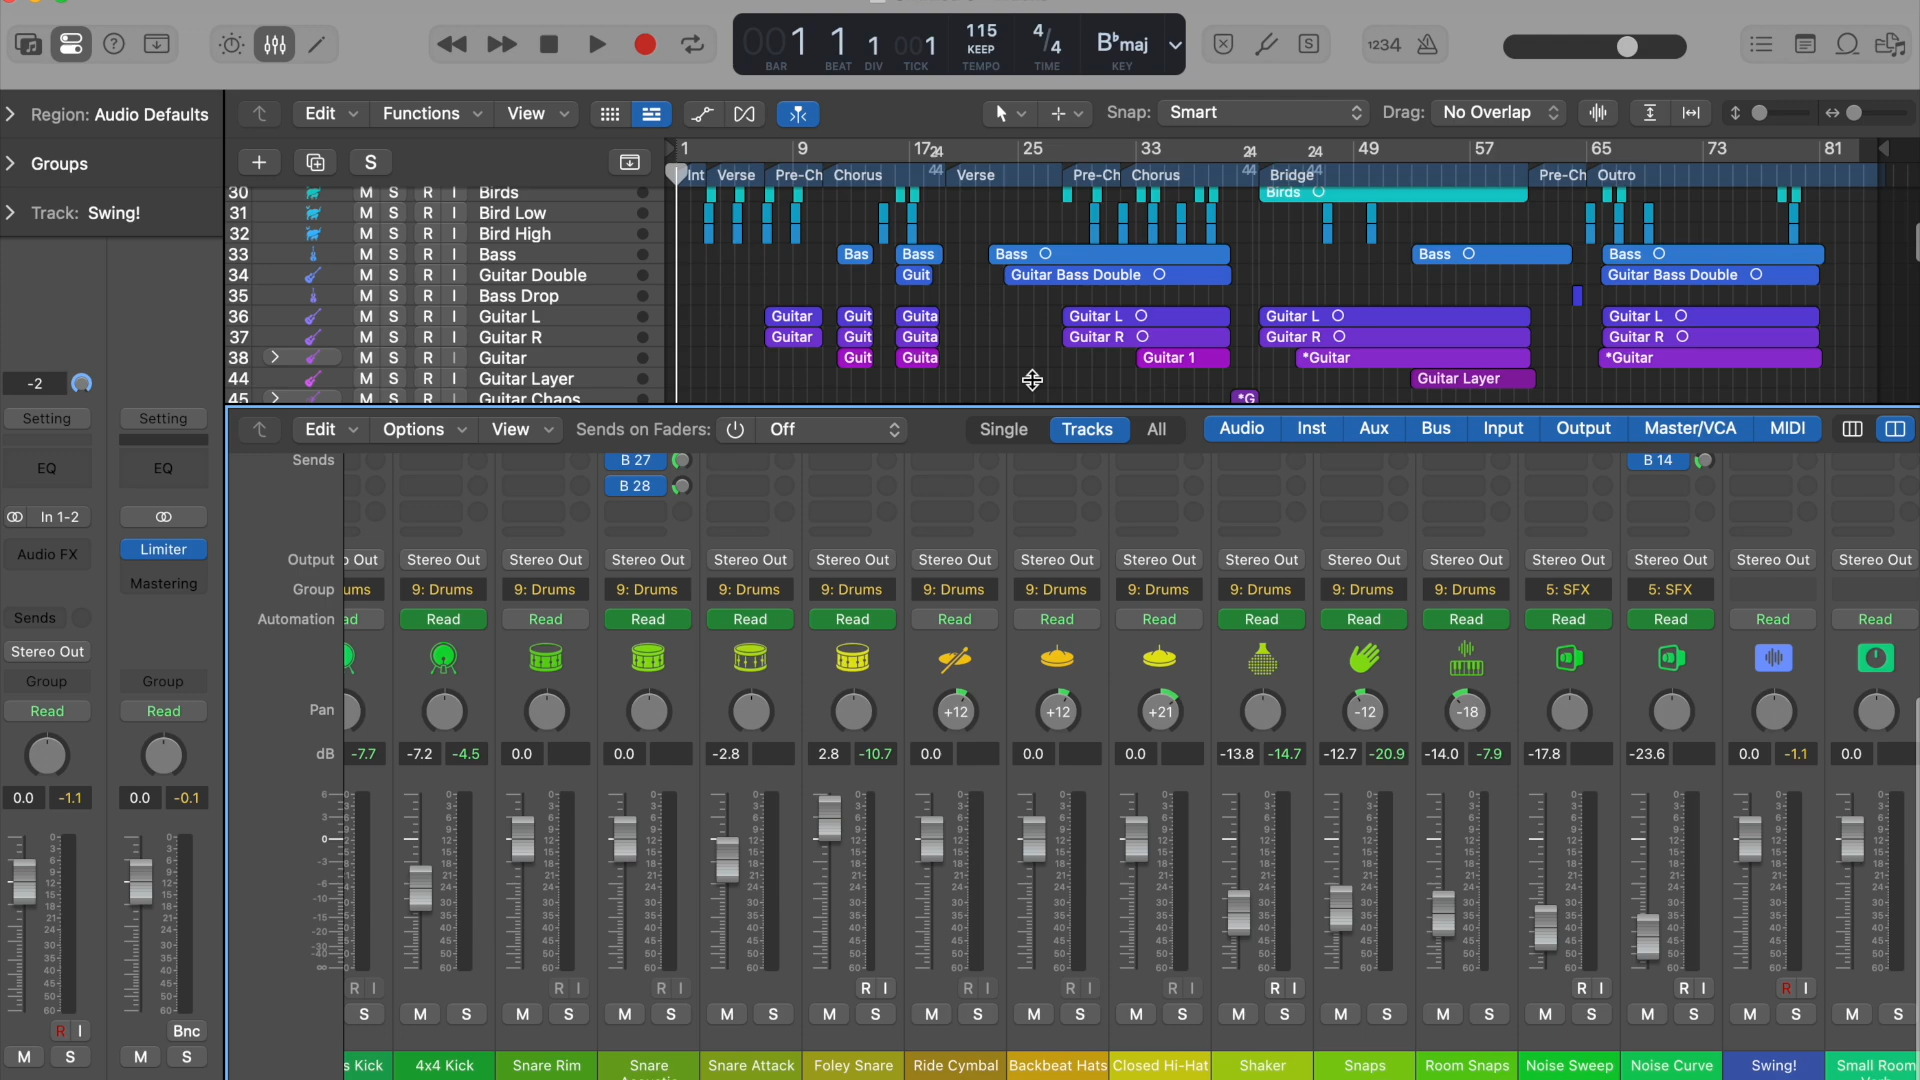 001 1 1 001
BAR BEAT DIV TICK
115
KEEP
TEMPO
4/4
TIME
B♭maj
KEY
1234
Region: Audio Defaults
Groups
Track: Swing!
Edit Functions View
Snap: Smart
Drag: No Overlap
S
1 9 17 25 33 49 57 65 73 81
24 24 24
44 44 44
Int Verse Pre-Ch Chorus Verse Pre-Ch Chorus Bridge Pre-Ch Outro
30 M S R I Birds
Birds
31 M S R I Bird Low
32 M S R I Bird High
33 M S R I Bass
Bas Bass Bass Bass Bass
34 M S R I Guitar Double
Guit Guitar Bass Double Guitar Bass Double
35 M S R I Bass Drop
36 M S R I Guitar L
Guitar Guit Guita Guitar L Guitar L Guitar L
37 M S R I Guitar R
Guitar Guit Guita Guitar R Guitar R Guitar R
38 M S R I Guitar
Guit Guita Guitar 1 *Guitar *Guitar
44 M S R I Guitar Layer
Guitar Layer
45 M S R I Guitar Chaos
*G
-2
Setting Setting
EQ EQ
In 1-2
Audio FX Limiter
Mastering
Sends
Stereo Out
Group Group
Read Read
0.0 -1.1 0.0 -0.1
R I Bnc
M S M S
Edit Options View Sends on Faders: Off
Single Tracks All
Audio Inst Aux Bus Input Output Master/VCA MIDI
Sends B 27 B 14
B 28
Output o Out Stereo Out Stereo Out Stereo Out Stereo Out Stereo Out Stereo Out Stereo Out Stereo Out Stereo Out Stereo Out Stereo Out Stereo Out Stereo Out Stereo Out Stereo Out
Group ums 9: Drums 9: Drums 9: Drums 9: Drums 9: Drums 9: Drums 9: Drums 9: Drums 9: Drums 9: Drums 9: Drums 5: SFX 5: SFX
Automation ad Read Read Read Read Read Read Read Read Read Read Read Read Read Read Read
Pan +12 +12 +21 -12 -18
dB -7.7 -7.2 -4.5 0.0 0.0 -2.8 2.8 -10.7 0.0 0.0 0.0 -13.8 -14.7 -12.7 -20.9 -14.0 -7.9 -17.8 -23.6 0.0 -1.1 0.0
R I R I R I R I R I R I R I R I R I R I R I
S M S M S M S M S M S M S M S M S M S M S M S M S M S M S M S
s Kick 4x4 Kick Snare Rim Snare Snare Attack Foley Snare Ride Cymbal Backbeat Hats Closed Hi-Hat Shaker Snaps Room Snaps Noise Sweep Noise Curve Swing! Small Room